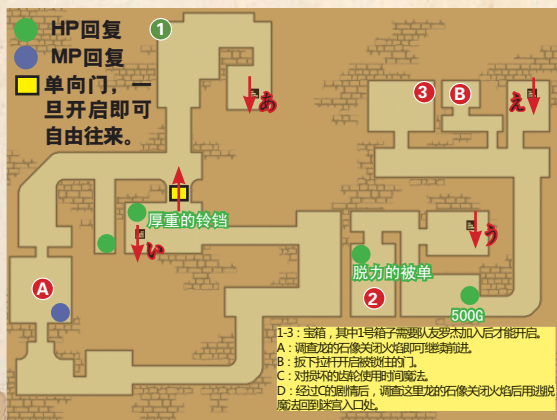 HP回复
MP回复
单向门，一
旦开启即可
自由往来。
1
あ
3
B
え
厚重的铃铛
い
う
A
脱力的被单
2
500G
1-3：宝箱，其中1号箱子需要队友罗杰加入后才能开启。
A：调查龙的石像关闭火焰即可继续前进。
B：扳下拉杆开启被锁住的门。
C：对损坏的齿轮使用时间魔法。
D：经过C的剧情后，调查这里龙的石像关闭火焰后用逃脱
魔法回到迷宫入口处。